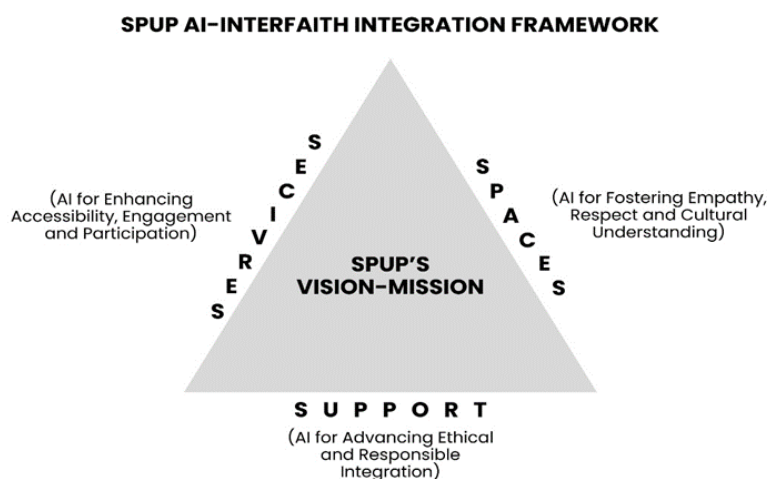 SPUP AI-INTERFAITH INTEGRATION FRAMEWORK
SERVICES
(AI for Enhancing
Accessibility, Engagement
and Participation)
SPACES
(AI for Fostering Empathy,
Respect and Cultural
Understanding)
SPUP'S
VISION-MISSION
SUPPORT
(AI for Advancing Ethical
and Responsible
Integration)